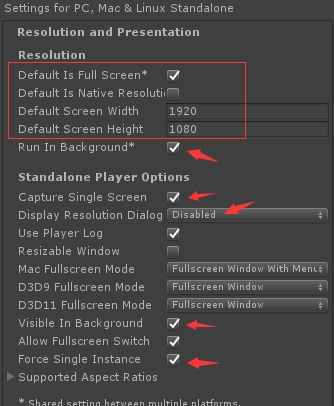 Settings for PC, Mac & Linux Standalone
Resolution and Presentation
Resolution
Default Is Full Screen*
Default Is Native Resolutio
Default Screen Width 1920
Default Screen Height 1080
Run In Background*
Standalone Player Options
Capture Single Screen
Display Resolution Dialog Disabled
Use Player Log
Resizable Window
Mac Fullscreen Mode Fullscreen Window With Menu
D3D9 Fullscreen Mode Fullscreen Window
D3D11 Fullscreen Mode Fullscreen Window
Visible In Background
Allow Fullscreen Switch
Force Single Instance
Supported Aspect Ratios
* Shared setting between multiple platforms.